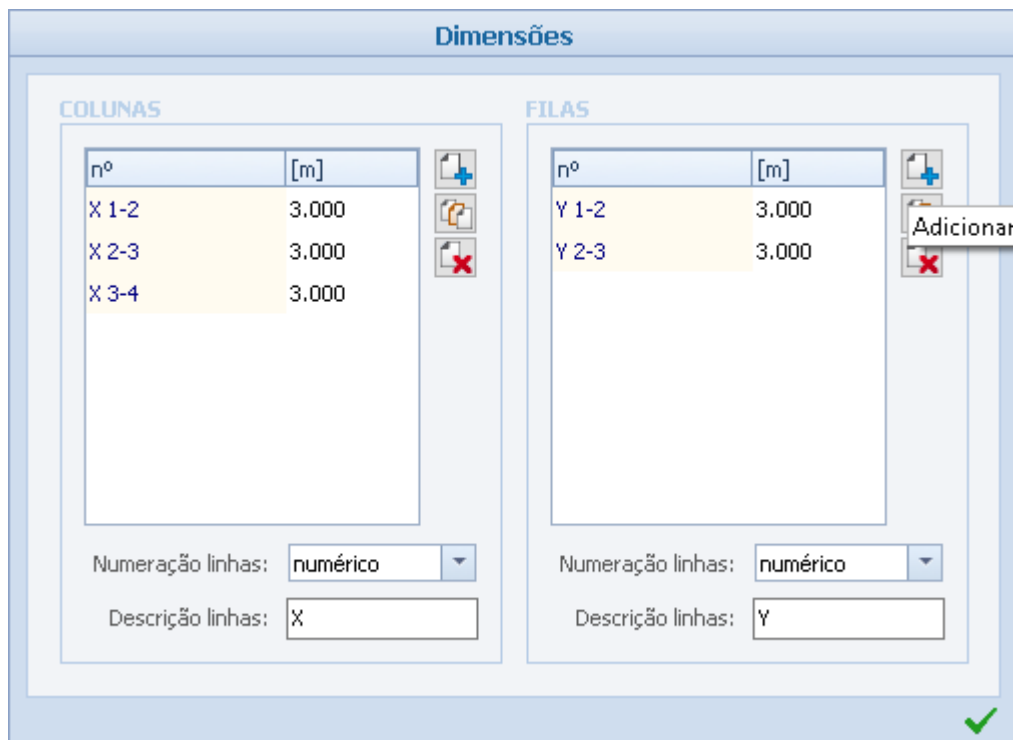 Dimensões
COLUNAS
nº [m]
X 1-2 3.000
X 2-3 3.000
X 3-4 3.000
Numeração linhas: numérico
Descrição linhas: X
FILAS
nº [m]
Y 1-2 3.000
Y 2-3 3.000
Adicionar
Numeração linhas: numérico
Descrição linhas: Y